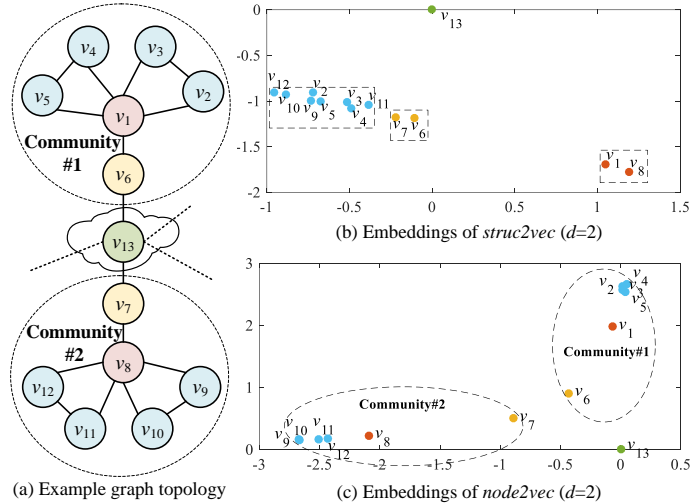 v4
v3
v5
v2
v1
Community
#1
v6
v13
v7
Community
#2
v8
v12
v9
v11
v10
(a) Example graph topology
0
-0.5
-1
-1.5
-2
v13
v12
v2
v10
v9
v5
v3
v4
v11
v7
v6
v1
v8
-1
-0.5
0
0.5
1
1.5
(b) Embeddings of struc2vec (d=2)
3
2
1
0
v4
v2
v3
v5
v1
Community#1
v6
Community#2
v7
v10
v11
v9
v12
v8
v13
-3
-2.5
-2
-1.5
-1
-0.5
0
0.5
(c) Embeddings of node2vec (d=2)